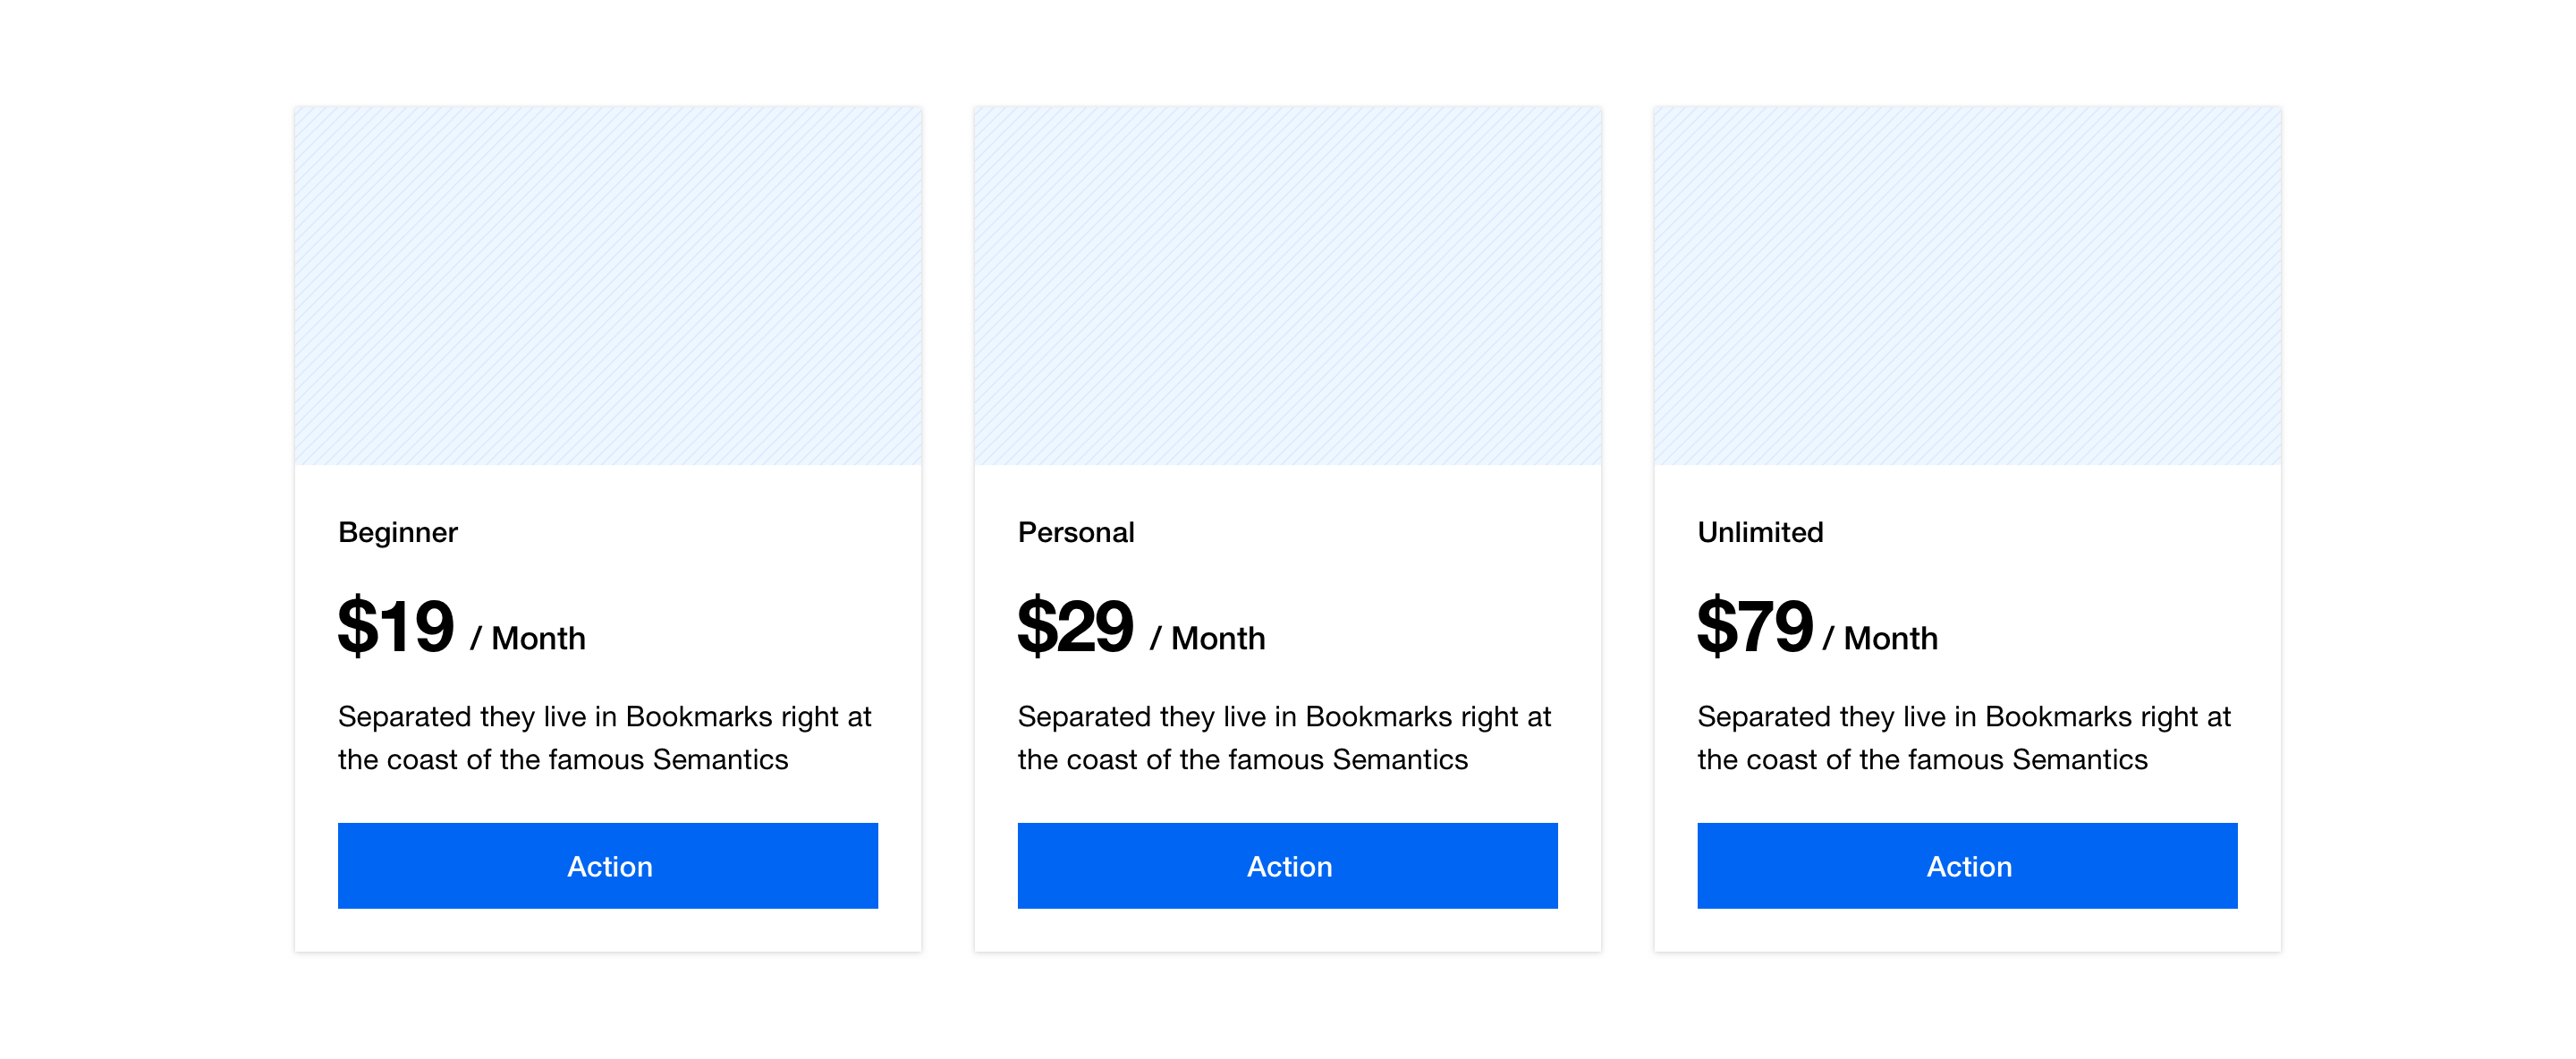 Beginner
$19 / Month
Separated they live in Bookmarks right at
the coast of the famous Semantics
Action
Personal
$29 / Month
Separated they live in Bookmarks right at
the coast of the famous Semantics
Action
Unlimited
$79 / Month
Separated they live in Bookmarks right at
the coast of the famous Semantics
Action